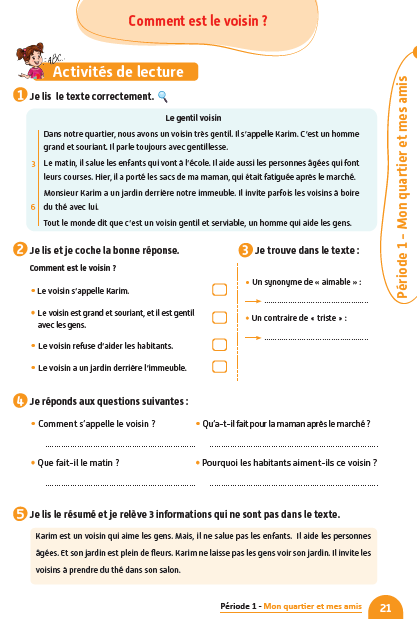 Comment est le voisin ?
ABC
Activités de lecture
1 Je lis le texte correctement.
Le gentil voisin
Dans notre quartier, nous avons un voisin très gentil. Il s'appelle Karim. C'est un homme
grand et souriant. Il parle toujours avec gentillesse.
3 Le matin, il salue les enfants qui vont à l'école. Il aide aussi les personnes âgées qui font
leurs courses. Hier, il a porté les sacs de ma maman, qui était fatiguée après le marché.
Monsieur Karim a un jardin derrière notre immeuble. Il invite parfois les voisins à boire
6 du thé avec lui.
Tout le monde dit que c'est un voisin gentil et serviable, un homme qui aide les gens.
2 Je lis et je coche la bonne réponse.
Comment est le voisin ?
• Le voisin s'appelle Karim.
• Le voisin est grand et souriant, et il est gentil
avec les gens.
• Le voisin refuse d'aider les habitants.
• Le voisin a un jardin derrière l'immeuble.
3 Je trouve dans le texte :
• Un synonyme de « aimable » :
• Un contraire de « triste » :
4 Je réponds aux questions suivantes :
• Comment s'appelle le voisin ?
• Qu'a-t-il fait pour la maman après le marché ?
• Que fait-il le matin ?
• Pourquoi les habitants aiment-ils ce voisin ?
5 Je lis le résumé et je relève 3 informations qui ne sont pas dans le texte.
Karim est un voisin qui aime les gens. Mais, il ne salue pas les enfants. Il aide les personnes
âgées. Et son jardin est plein de fleurs. Karim ne laisse pas les gens voir son jardin. Il invite les
voisins à prendre du thé dans son salon.
Période 1 - Mon quartier et mes amis
Période 1 - Mon quartier et mes amis
21